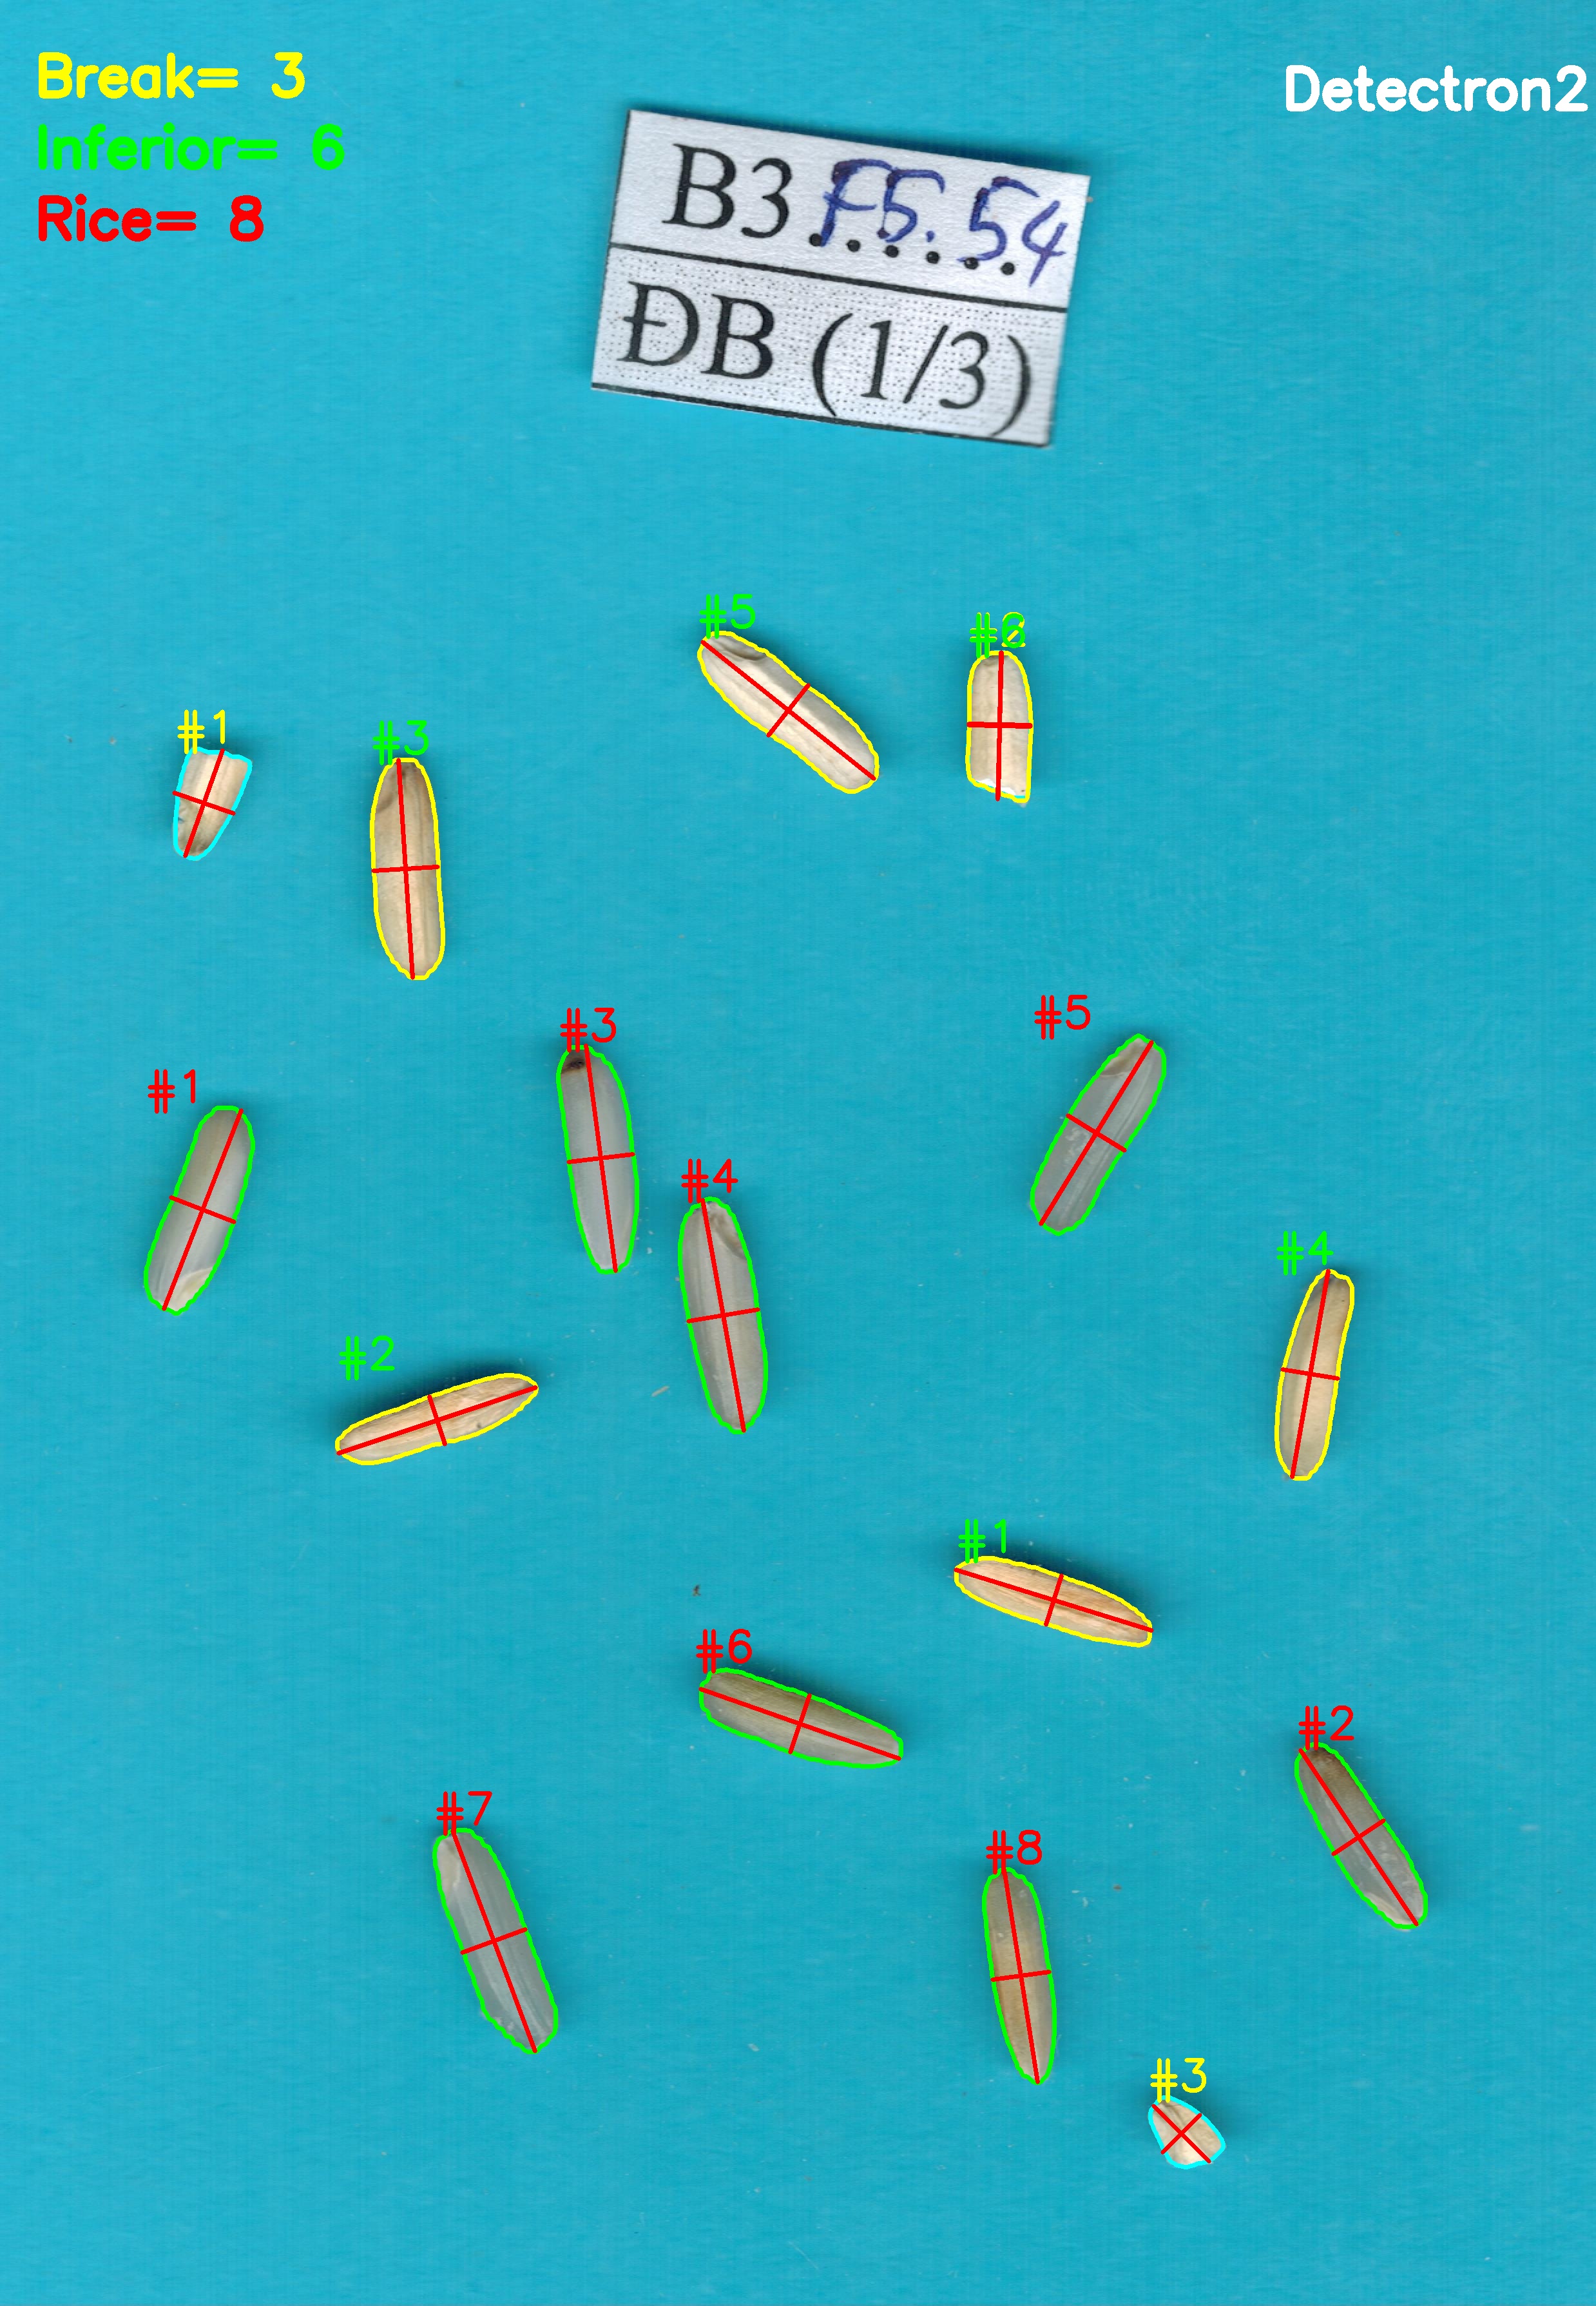 Break= 3
Inferior= 6
Rice= 8
Detectron2
B3 F5.54
ĐB (1/3)
#5
#6
#1
#3
#3
#5
#1
#4
#4
#2
#1
#6
#2
#7
#8
#3